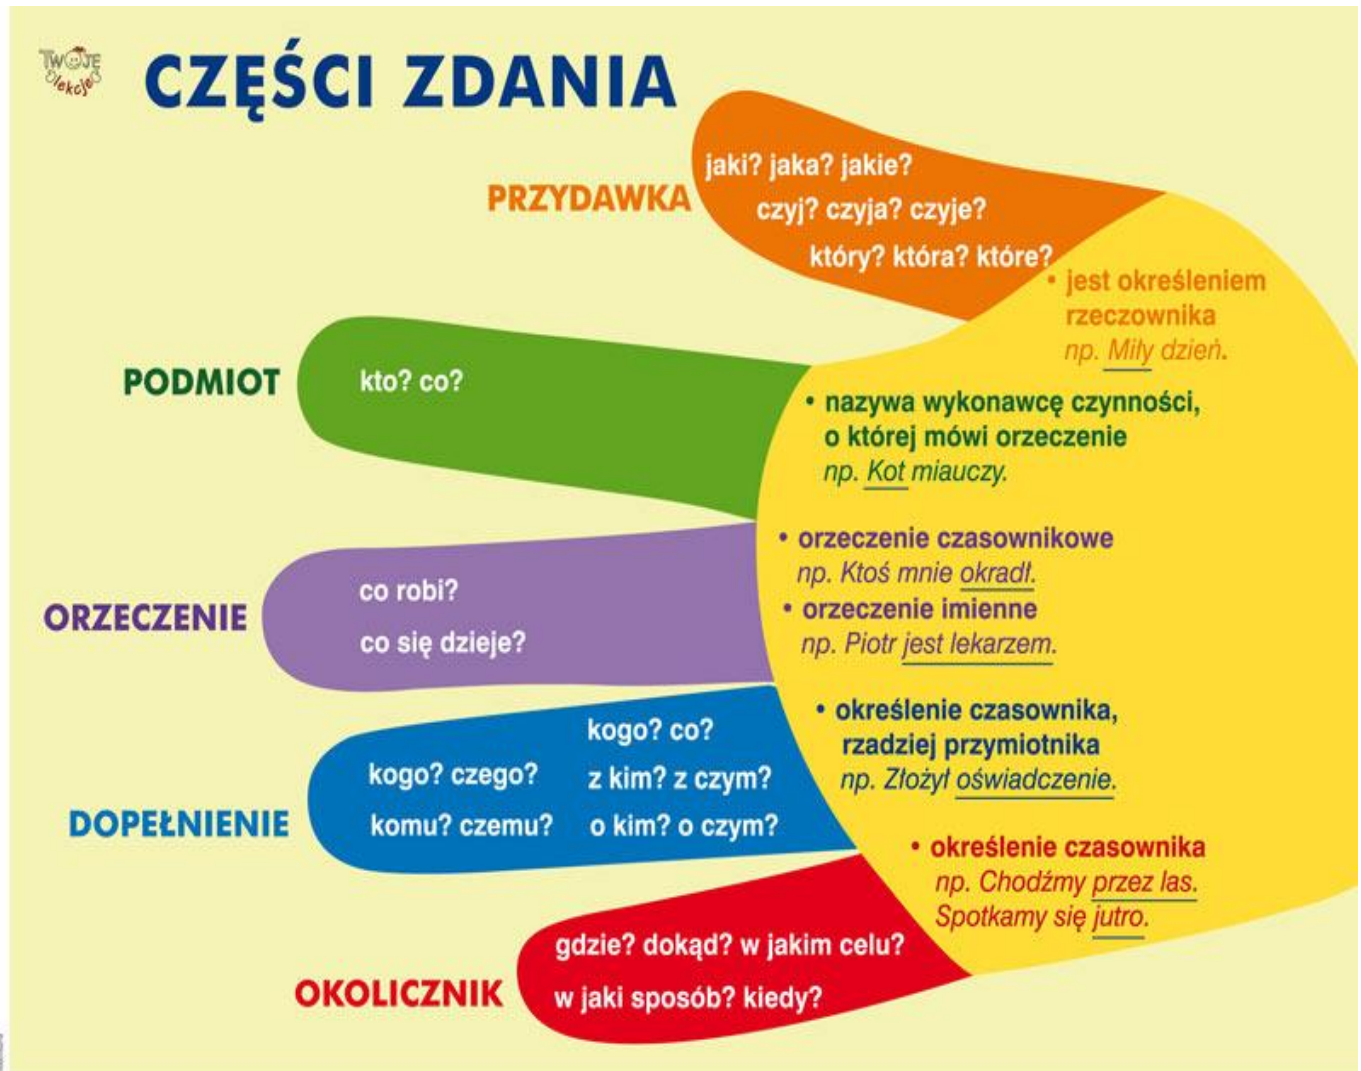 TWOJE
lekcje
CZĘŚCI ZDANIA
PRZYDAWKA
jaki? jaka? jakie?
czyj? czyja? czyje?
który? która? które?
• jest określeniem
rzeczownika
np. Miły dzień.
PODMIOT
kto? co?
• nazywa wykonawcę czynności,
o której mówi orzeczenie
np. Kot miauczy.
ORZECZENIE
co robi?
co się dzieje?
• orzeczenie czasownikowe
np. Ktoś mnie okradł.
• orzeczenie imienne
np. Piotr jest lekarzem.
DOPEŁNIENIE
kogo? czego?
komu? czemu?
kogo? co?
z kim? z czym?
o kim? o czym?
• określenie czasownika,
rzadziej przymiotnika
np. Złożył oświadczenie.
OKOLICZNIK
gdzie? dokąd? w jakim celu?
w jaki sposób? kiedy?
• określenie czasownika
np. Chodźmy przez las.
Spotkamy się jutro.